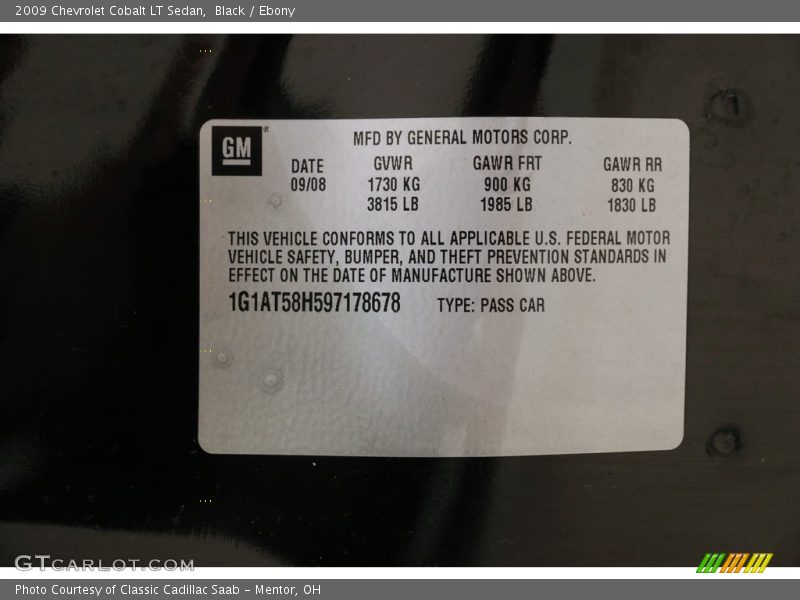 2009 Chevrolet Cobalt LT Sedan, Black / Ebony
GM
MFD BY GENERAL MOTORS CORP.
DATE GVWR GAWR FRT GAWR RR
09/08 1730 KG 900 KG 830 KG
3815 LB 1985 LB 1830 LB
THIS VEHICLE CONFORMS TO ALL APPLICABLE U.S. FEDERAL MOTOR
VEHICLE SAFETY, BUMPER, AND THEFT PREVENTION STANDARDS IN
EFFECT ON THE DATE OF MANUFACTURE SHOWN ABOVE.
1G1AT58H597178678 TYPE: PASS CAR
GTCARLOT.COM
Photo Courtesy of Classic Cadillac Saab - Mentor, OH